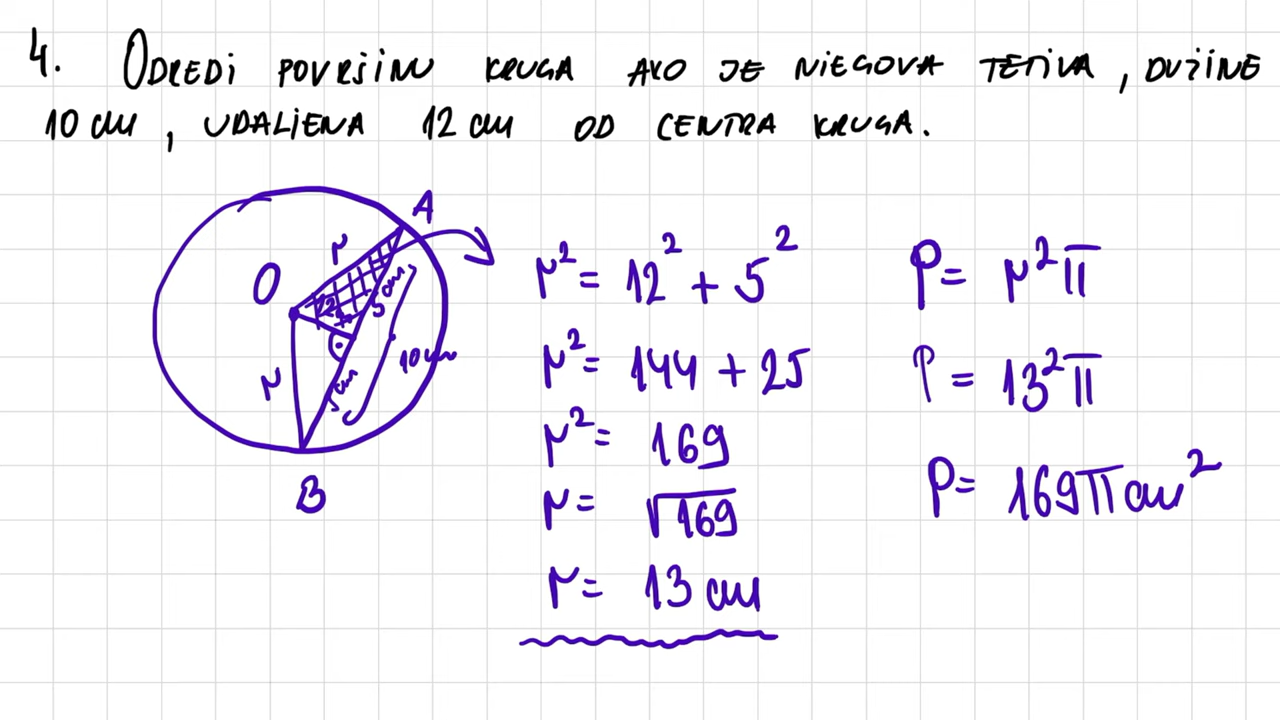 4. ODREDI POVRŠINU KRUGA AKO JE NJEGOVA TETIVA, DUŽINE
10 cm, UDALJENA 12 cm OD CENTRA KRUGA.
A
r
O
12
5 cm
10 cm
r
5 cm
B
r² = 12² + 5²
r² = 144 + 25
r² = 169
r = √169
r = 13 cm
P = r²π
P = 13²π
P = 169π cm²